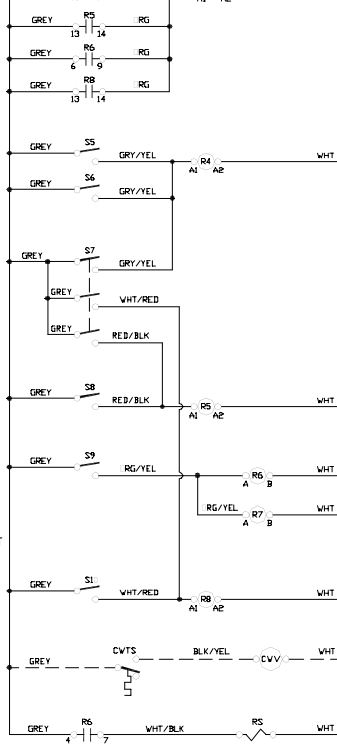 A1 A2
GREY R5 RG
13 14
GREY R6 RG
6 9
GREY R8 RG
13 14
GREY S5
GRY/YEL R4 WHT
A1 A2
GREY S6
GRY/YEL
GREY S7
GRY/YEL
GREY
WHT/RED
GREY
RED/BLK
GREY S8
RED/BLK R5 WHT
A1 A2
GREY S9
RG/YEL R6 WHT
A B
RG/YEL R7 WHT
A B
GREY S1
WHT/RED R8 WHT
A1 A2
CWTS BLK/YEL CWV WHT
GREY
GREY R6 WHT/BLK RS WHT
4 7